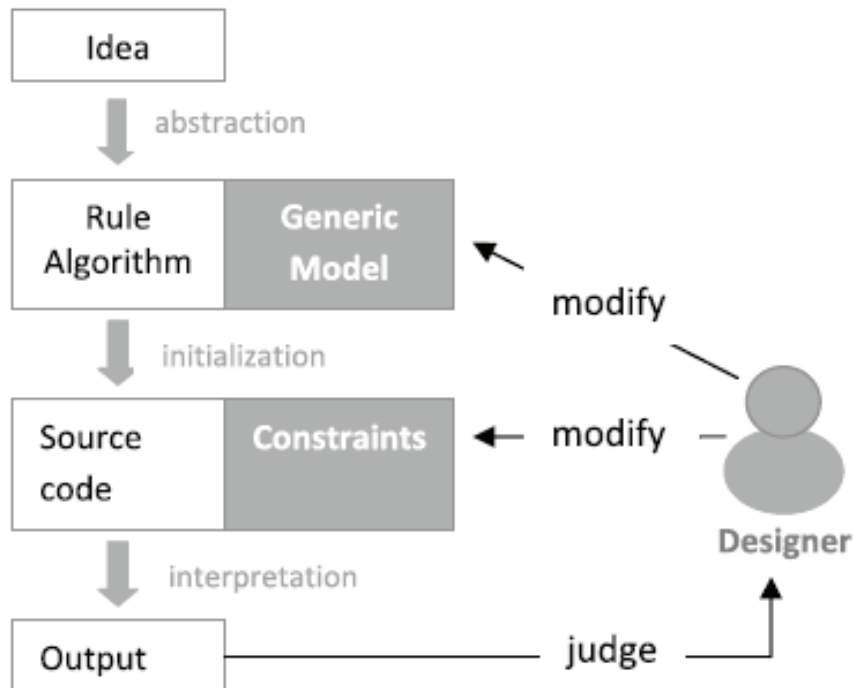 Idea
abstraction
Rule
Algorithm
Generic
Model
modify
initialization
Source
code
Constraints
modify
Designer
interpretation
Output
judge